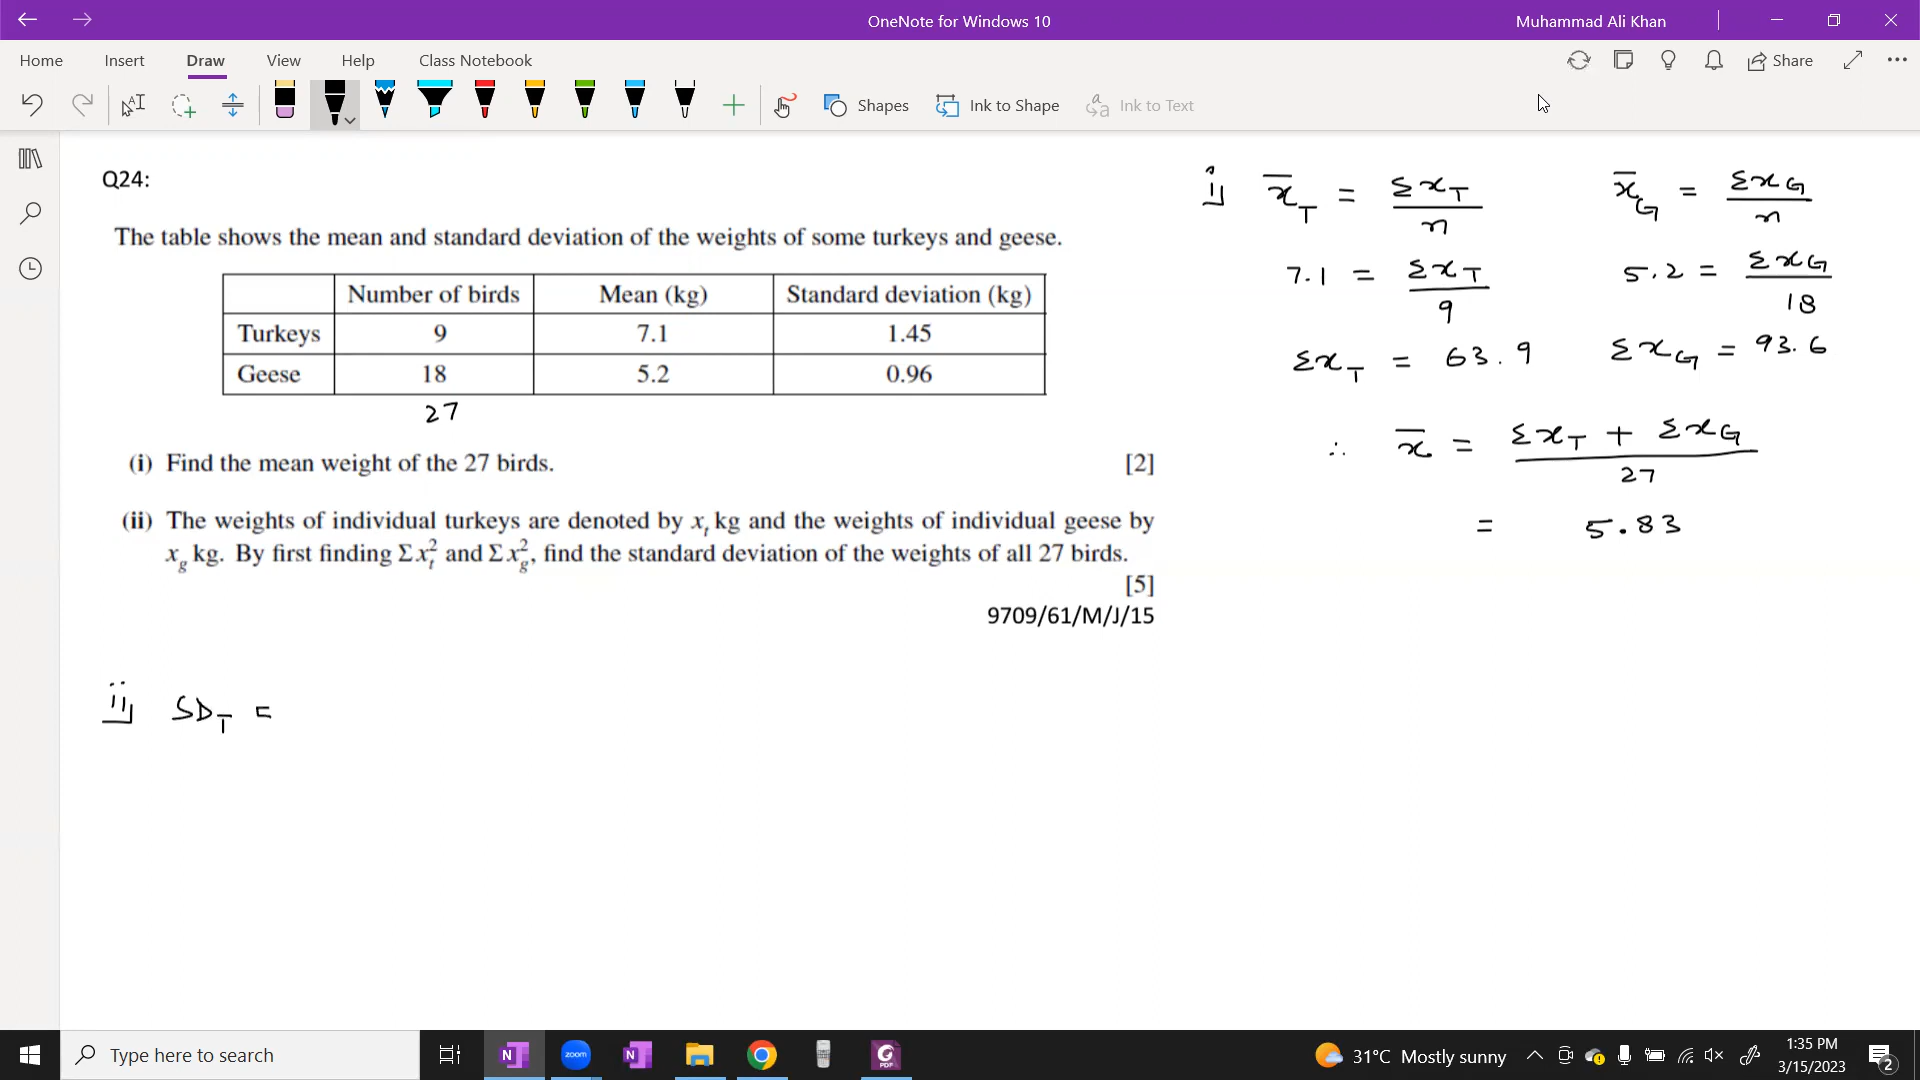 OneNote for Windows 10
Muhammad Ali Khan
Home Insert Draw View Help Class Notebook Share
Shapes Ink to Shape Ink to Text
Q24:
The table shows the mean and standard deviation of the weights of some turkeys and geese.
Number of birds Mean (kg) Standard deviation (kg)
Turkeys 9 7.1 1.45
Geese 18 5.2 0.96
27
(i) Find the mean weight of the 27 birds. [2]
(ii) The weights of individual turkeys are denoted by xₜ kg and the weights of individual geese by
x_g kg. By first finding Σxₜ² and Σx_g², find the standard deviation of the weights of all 27 birds.
[5]
9709/61/M/J/15
i) x̄_T = Σx_T / n
x̄_G = Σx_G / n
7.1 = Σx_T / 9
5.2 = Σx_G / 18
Σx_T = 63.9
Σx_G = 93.6
∴ x̄ = (Σx_T + Σx_G) / 27
= 5.83
ii) SD_T =
Type here to search
zoom
PDF
31°C Mostly sunny
1:35 PM
3/15/2023
2